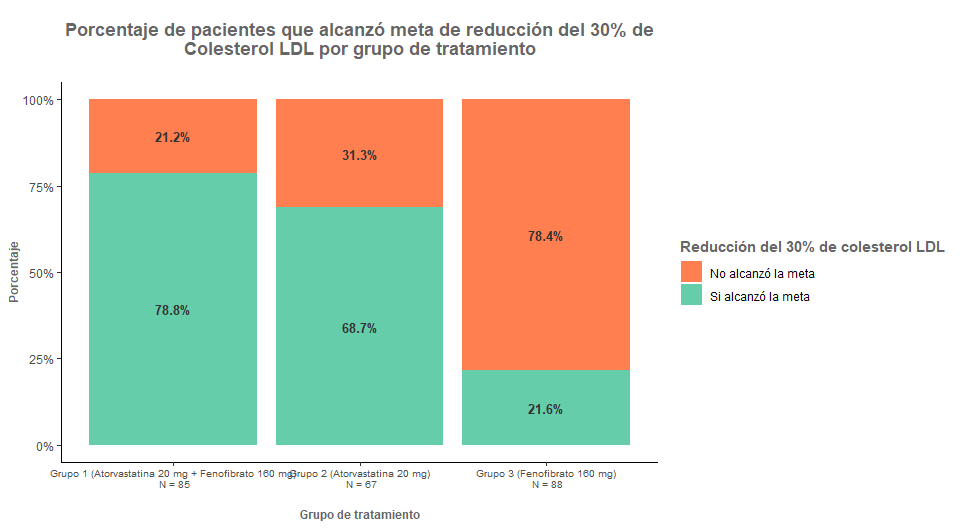 Porcentaje de pacientes que alcanzó meta de reducción del 30% de
Colesterol LDL por grupo de tratamiento
Porcentaje
100%
75%
50%
25%
0%
21.2%
78.8%
31.3%
68.7%
78.4%
21.6%
Grupo 1 (Atorvastatina 20 mg + Fenofibrato 160 mg)
N = 85
Grupo 2 (Atorvastatina 20 mg)
N = 67
Grupo 3 (Fenofibrato 160 mg)
N = 88
Grupo de tratamiento
Reducción del 30% de colesterol LDL
No alcanzó la meta
Si alcanzó la meta